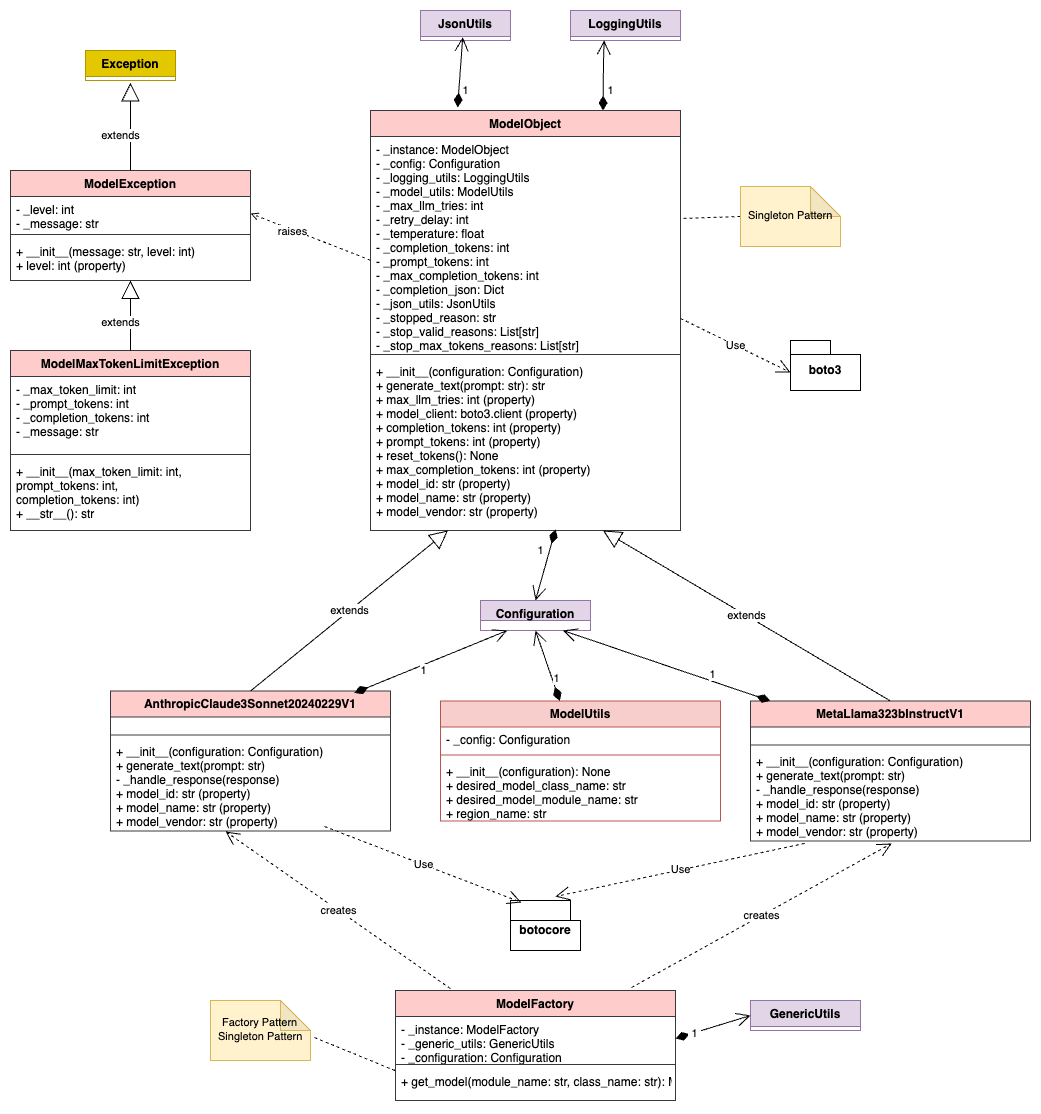 JsonUtils
LoggingUtils
Exception
1
1
extends
ModelObject
- _instance: ModelObject
- _config: Configuration
- _logging_utils: LoggingUtils
- _model_utils: ModelUtils
- _max_llm_tries: int
- _retry_delay: int
- _temperature: float
- _completion_tokens: int
- _prompt_tokens: int
- _max_completion_tokens: int
- _completion_json: Dict
- _json_utils: JsonUtils
- _stopped_reason: str
- _stop_valid_reasons: List[str]
- _stop_max_tokens_reasons: List[str]
+ __init__(configuration: Configuration)
+ generate_text(prompt: str): str
+ max_llm_tries: int (property)
+ model_client: boto3.client (property)
+ completion_tokens: int (property)
+ prompt_tokens: int (property)
+ reset_tokens(): None
+ max_completion_tokens: int (property)
+ model_id: str (property)
+ model_name: str (property)
+ model_vendor: str (property)
ModelException
- _level: int
- _message: str
+ __init__(message: str, level: int)
+ level: int (property)
raises
Singleton Pattern
extends
Use
boto3
ModelMaxTokenLimitException
- _max_token_limit: int
- _prompt_tokens: int
- _completion_tokens: int
- _message: str
+ __init__(max_token_limit: int,
prompt_tokens: int,
completion_tokens: int)
+ __str__(): str
1
extends
Configuration
extends
1
1
1
AnthropicClaude3Sonnet20240229V1
+ __init__(configuration: Configuration)
+ generate_text(prompt: str)
- _handle_response(response)
+ model_id: str (property)
+ model_name: str (property)
+ model_vendor: str (property)
ModelUtils
- _config: Configuration
+ __init__(configuration): None
+ desired_model_class_name: str
+ desired_model_module_name: str
+ region_name: str
MetaLlama323bInstructV1
+ __init__(configuration: Configuration)
+ generate_text(prompt: str)
- _handle_response(response)
+ model_id: str (property)
+ model_name: str (property)
+ model_vendor: str (property)
Use
Use
creates
botocore
creates
ModelFactory
- _instance: ModelFactory
- _generic_utils: GenericUtils
- _configuration: Configuration
+ get_model(module_name: str, class_name: str):
Factory Pattern
Singleton Pattern
1
GenericUtils